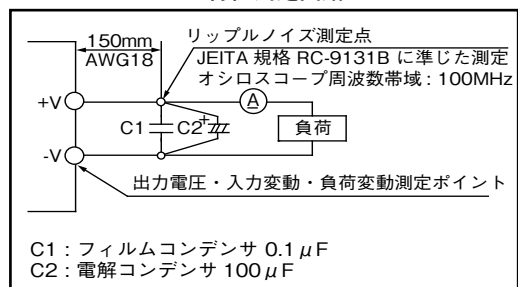 150mm
AWG18
リップルノイズ測定点
JEITA 規格 RC-9131B に準じた測定
オシロスコープ周波数帯域 : 100MHz
+V
A
C1
C2
+
負荷
-V
出力電圧・入力変動・負荷変動測定ポイント
C1 : フィルムコンデンサ 0.1μF
C2 : 電解コンデンサ 100μF